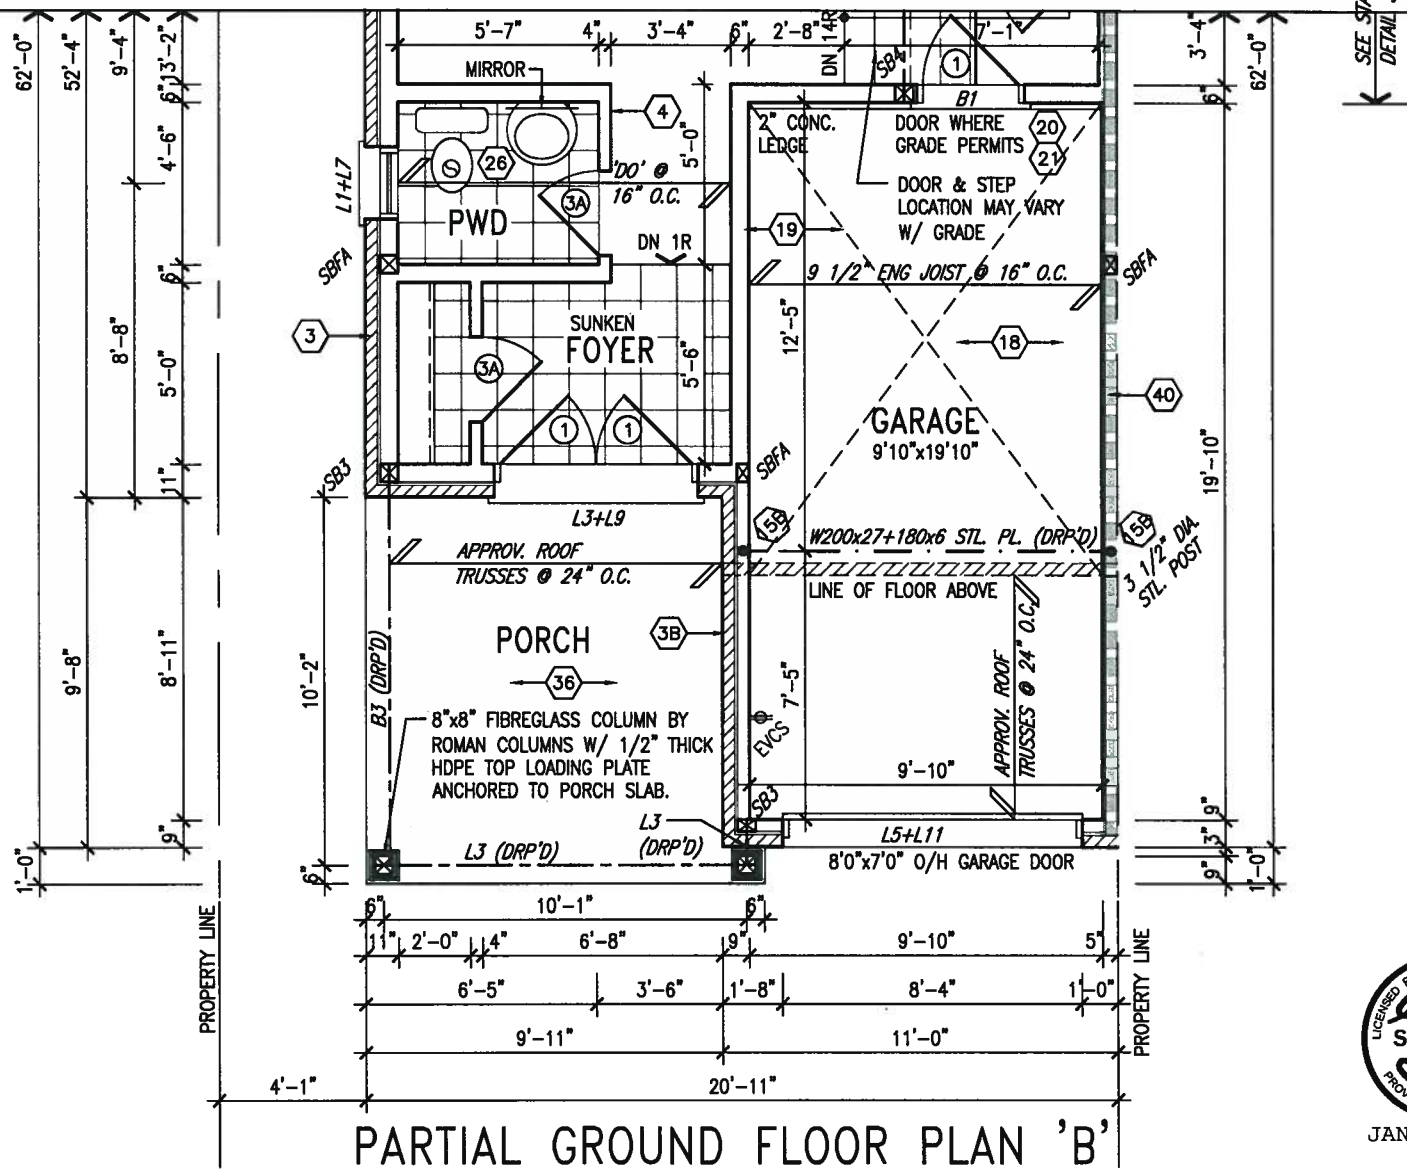 62'-0"
52'-4"
9'-4"
13'-2"
6"
4'-6"
6"
8'-8"
5'-0"
11"
9'-8"
8'-11"
9"
1'-0"
10'-2"
6"
5'-7"
4"
3'-4"
6"
2'-8"
DN 14R
SB4
7'-1"
1
3'-4"
6"
62'-0"
SEE
DETAIL
MIRROR
4
5'-0"
B1
2" CONC.
LEDGE
DOOR WHERE
GRADE PERMITS
20
21
DOOR & STEP
LOCATION MAY VARY
W/ GRADE
L1+L7
26
'DO' @
16" O.C.
3A
PWD
DN 1R
19
SBFA
SBFA
9 1/2" ENG JOIST @ 16" O.C.
3
SUNKEN
FOYER
3A
5'-6"
12'-5"
18
40
GARAGE
9'10"x19'10"
1
1
SB3
SBFA
19'-10"
L3+L9
15B
W200x27+180x6 STL. PL. (DRP'D)
15B
3 1/2" DIA.
STL. POST
APPROV. ROOF
TRUSSES @ 24" O.C.
LINE OF FLOOR ABOVE
PORCH
3B
36
B3 (DRP'D)
8"x8" FIBREGLASS COLUMN BY
ROMAN COLUMNS W/ 1/2" THICK
HDPE TOP LOADING PLATE
ANCHORED TO PORCH SLAB.
7'-5"
EVCS
APPROV. ROOF
TRUSSES @ 24" O.C.
9'-10"
SB3
L3
(DRP'D)
L3 (DRP'D)
L5+L11
8'0"x7'0" O/H GARAGE DOOR
9"
3"
9"
1'-0"
6"
10'-1"
6"
11"
2'-0"
4"
6'-8"
9"
9'-10"
5"
6'-5"
3'-6"
1'-8"
8'-4"
1'-0"
9'-11"
11'-0"
4'-1"
20'-11"
PROPERTY LINE
PROPERTY LINE
PARTIAL GROUND FLOOR PLAN 'B'
LICENSED
JAN